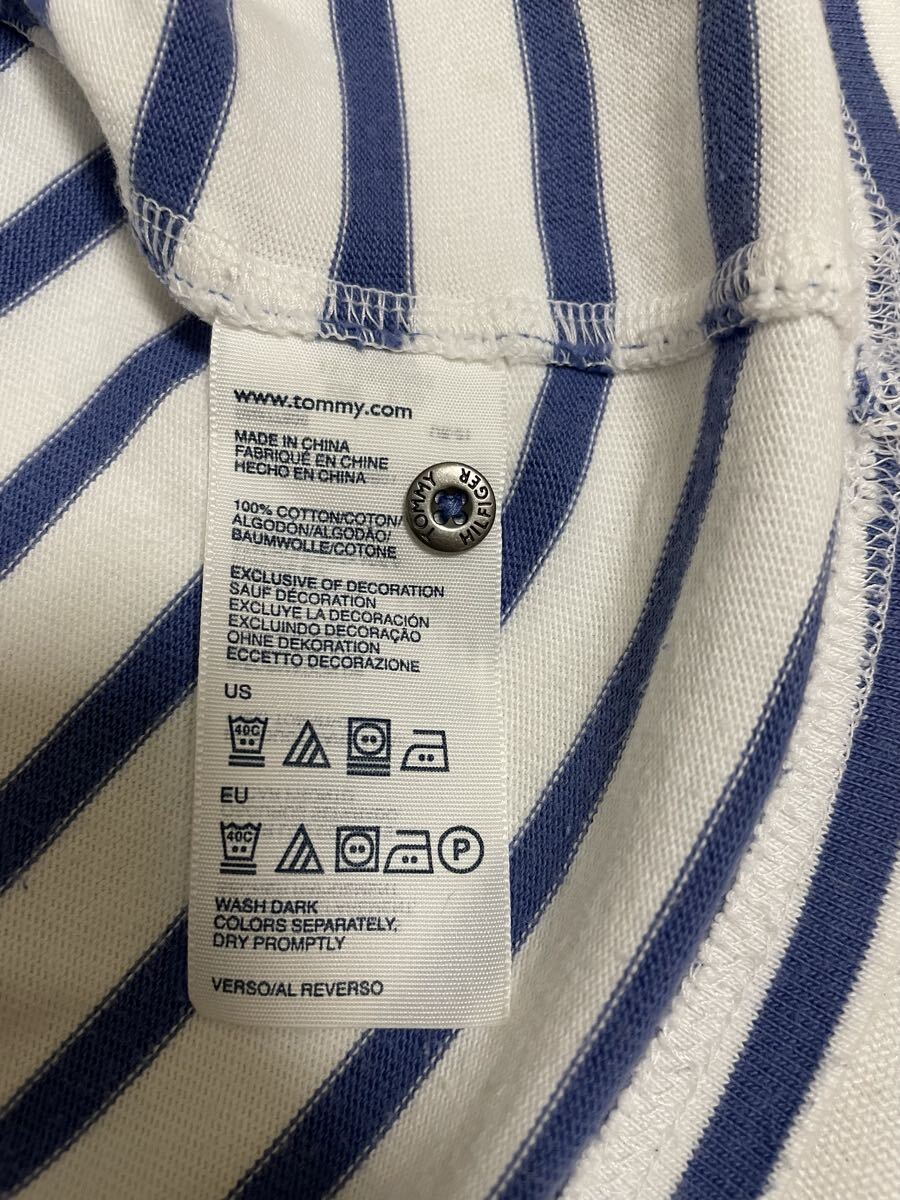 www.tommy.com
MADE IN CHINA
FABRIQUÉ EN CHINE
HECHO EN CHINA
TOMMY HILFIGER
100% COTTON/COTON/
ALGODÓN/ALGODÃO/
BAUMWOLLE/COTONE
EXCLUSIVE OF DECORATION
SAUF DÉCORATION
EXCLUYE LA DECORACIÓN
EXCLUINDO DECORAÇÃO
OHNE DEKORATION
ECCETTO DECORAZIONE
US
40C
EU
40C P
WASH DARK
COLORS SEPARATELY,
DRY PROMPTLY
VERSO/AL REVERSO